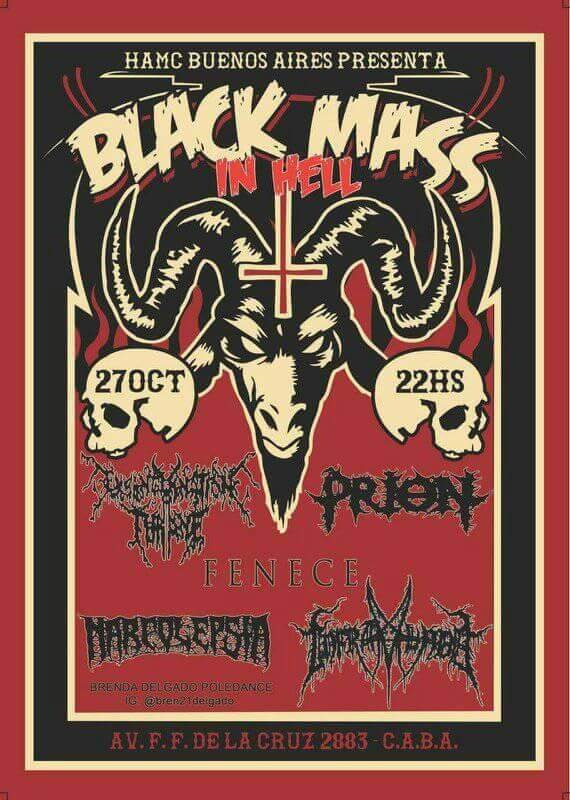 HAMC BUENOS AIRES PRESENTA
BLACK MASS
IN HELL
27OCT
22HS
PRION
FENECE
NARCOLEPSIA
BRENDA DELGADO POLEDANCE
IG @bren21delgado
AV. F. F. DE LA CRUZ 2883 - C.A.B.A.